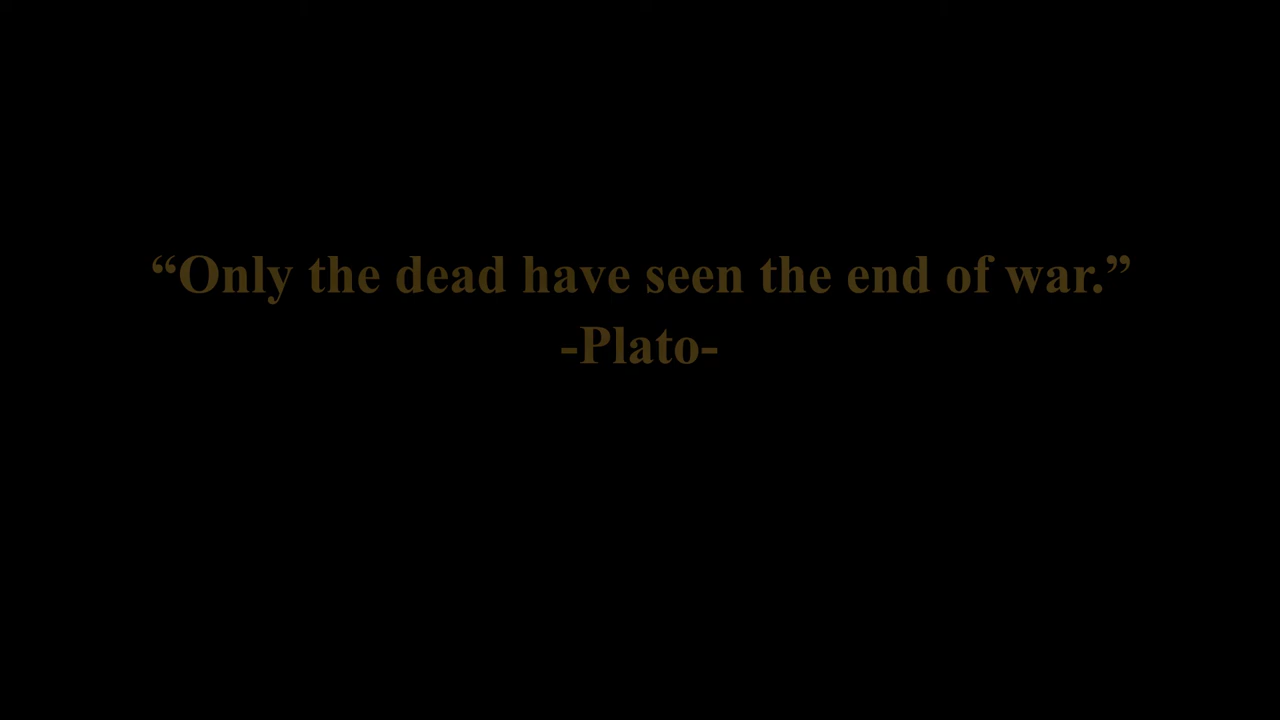 “Only the dead have seen the end of war.”
-Plato-